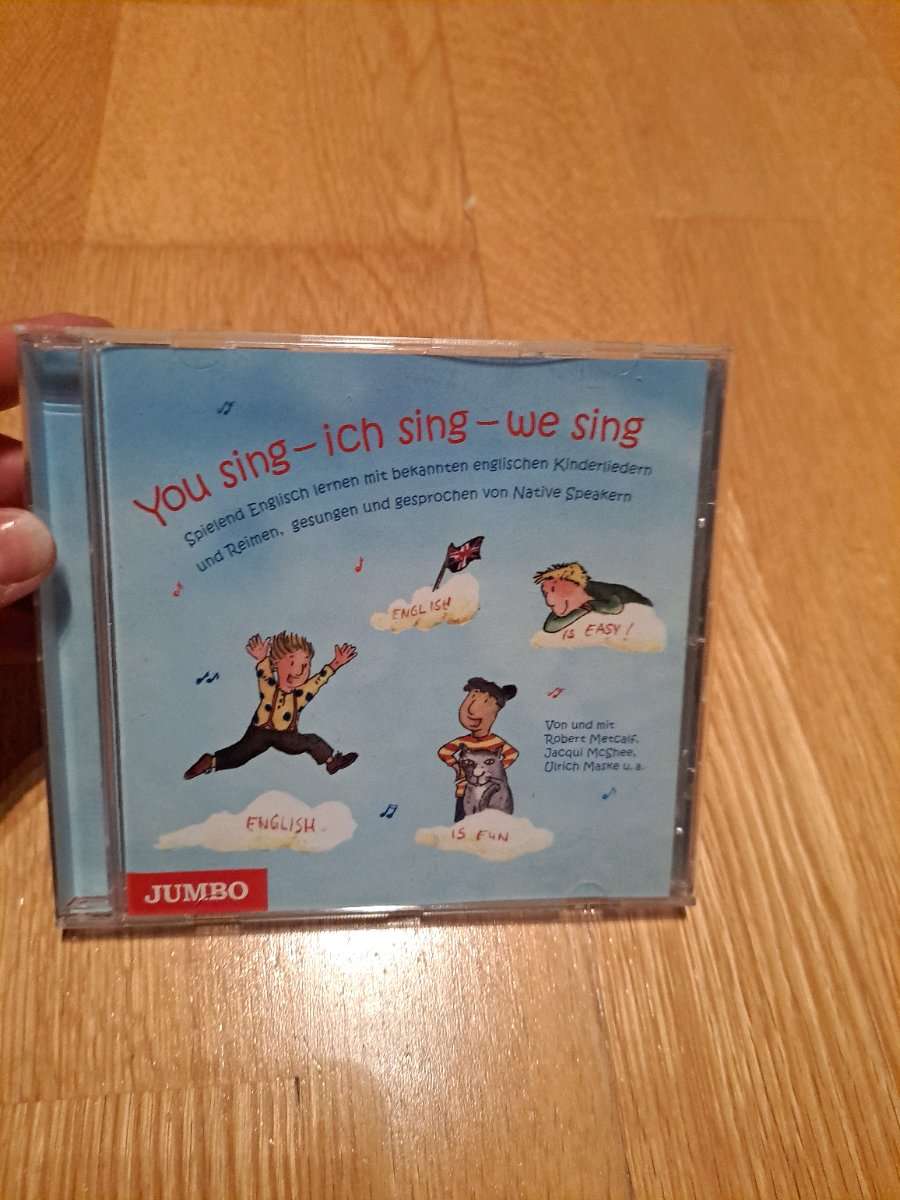 You sing – ich sing – we sing
Spielend Englisch lernen mit bekannten englischen Kinderliedern
und Reimen, gesungen und gesprochen von Native Speakern
ENGLISH
IS EASY!
Von und mit
Robert Metcalf,
Jacqui McShee,
Ulrich Maske u. a.
ENGLISH
IS FUN
JUMBO